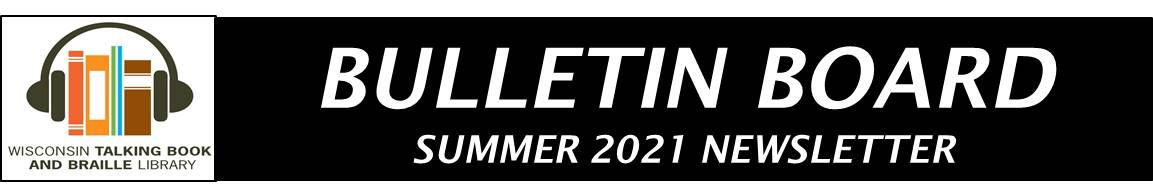 WISCONSIN TALKING BOOK
AND BRAILLE LIBRARY
BULLETIN BOARD
SUMMER 2021 NEWSLETTER